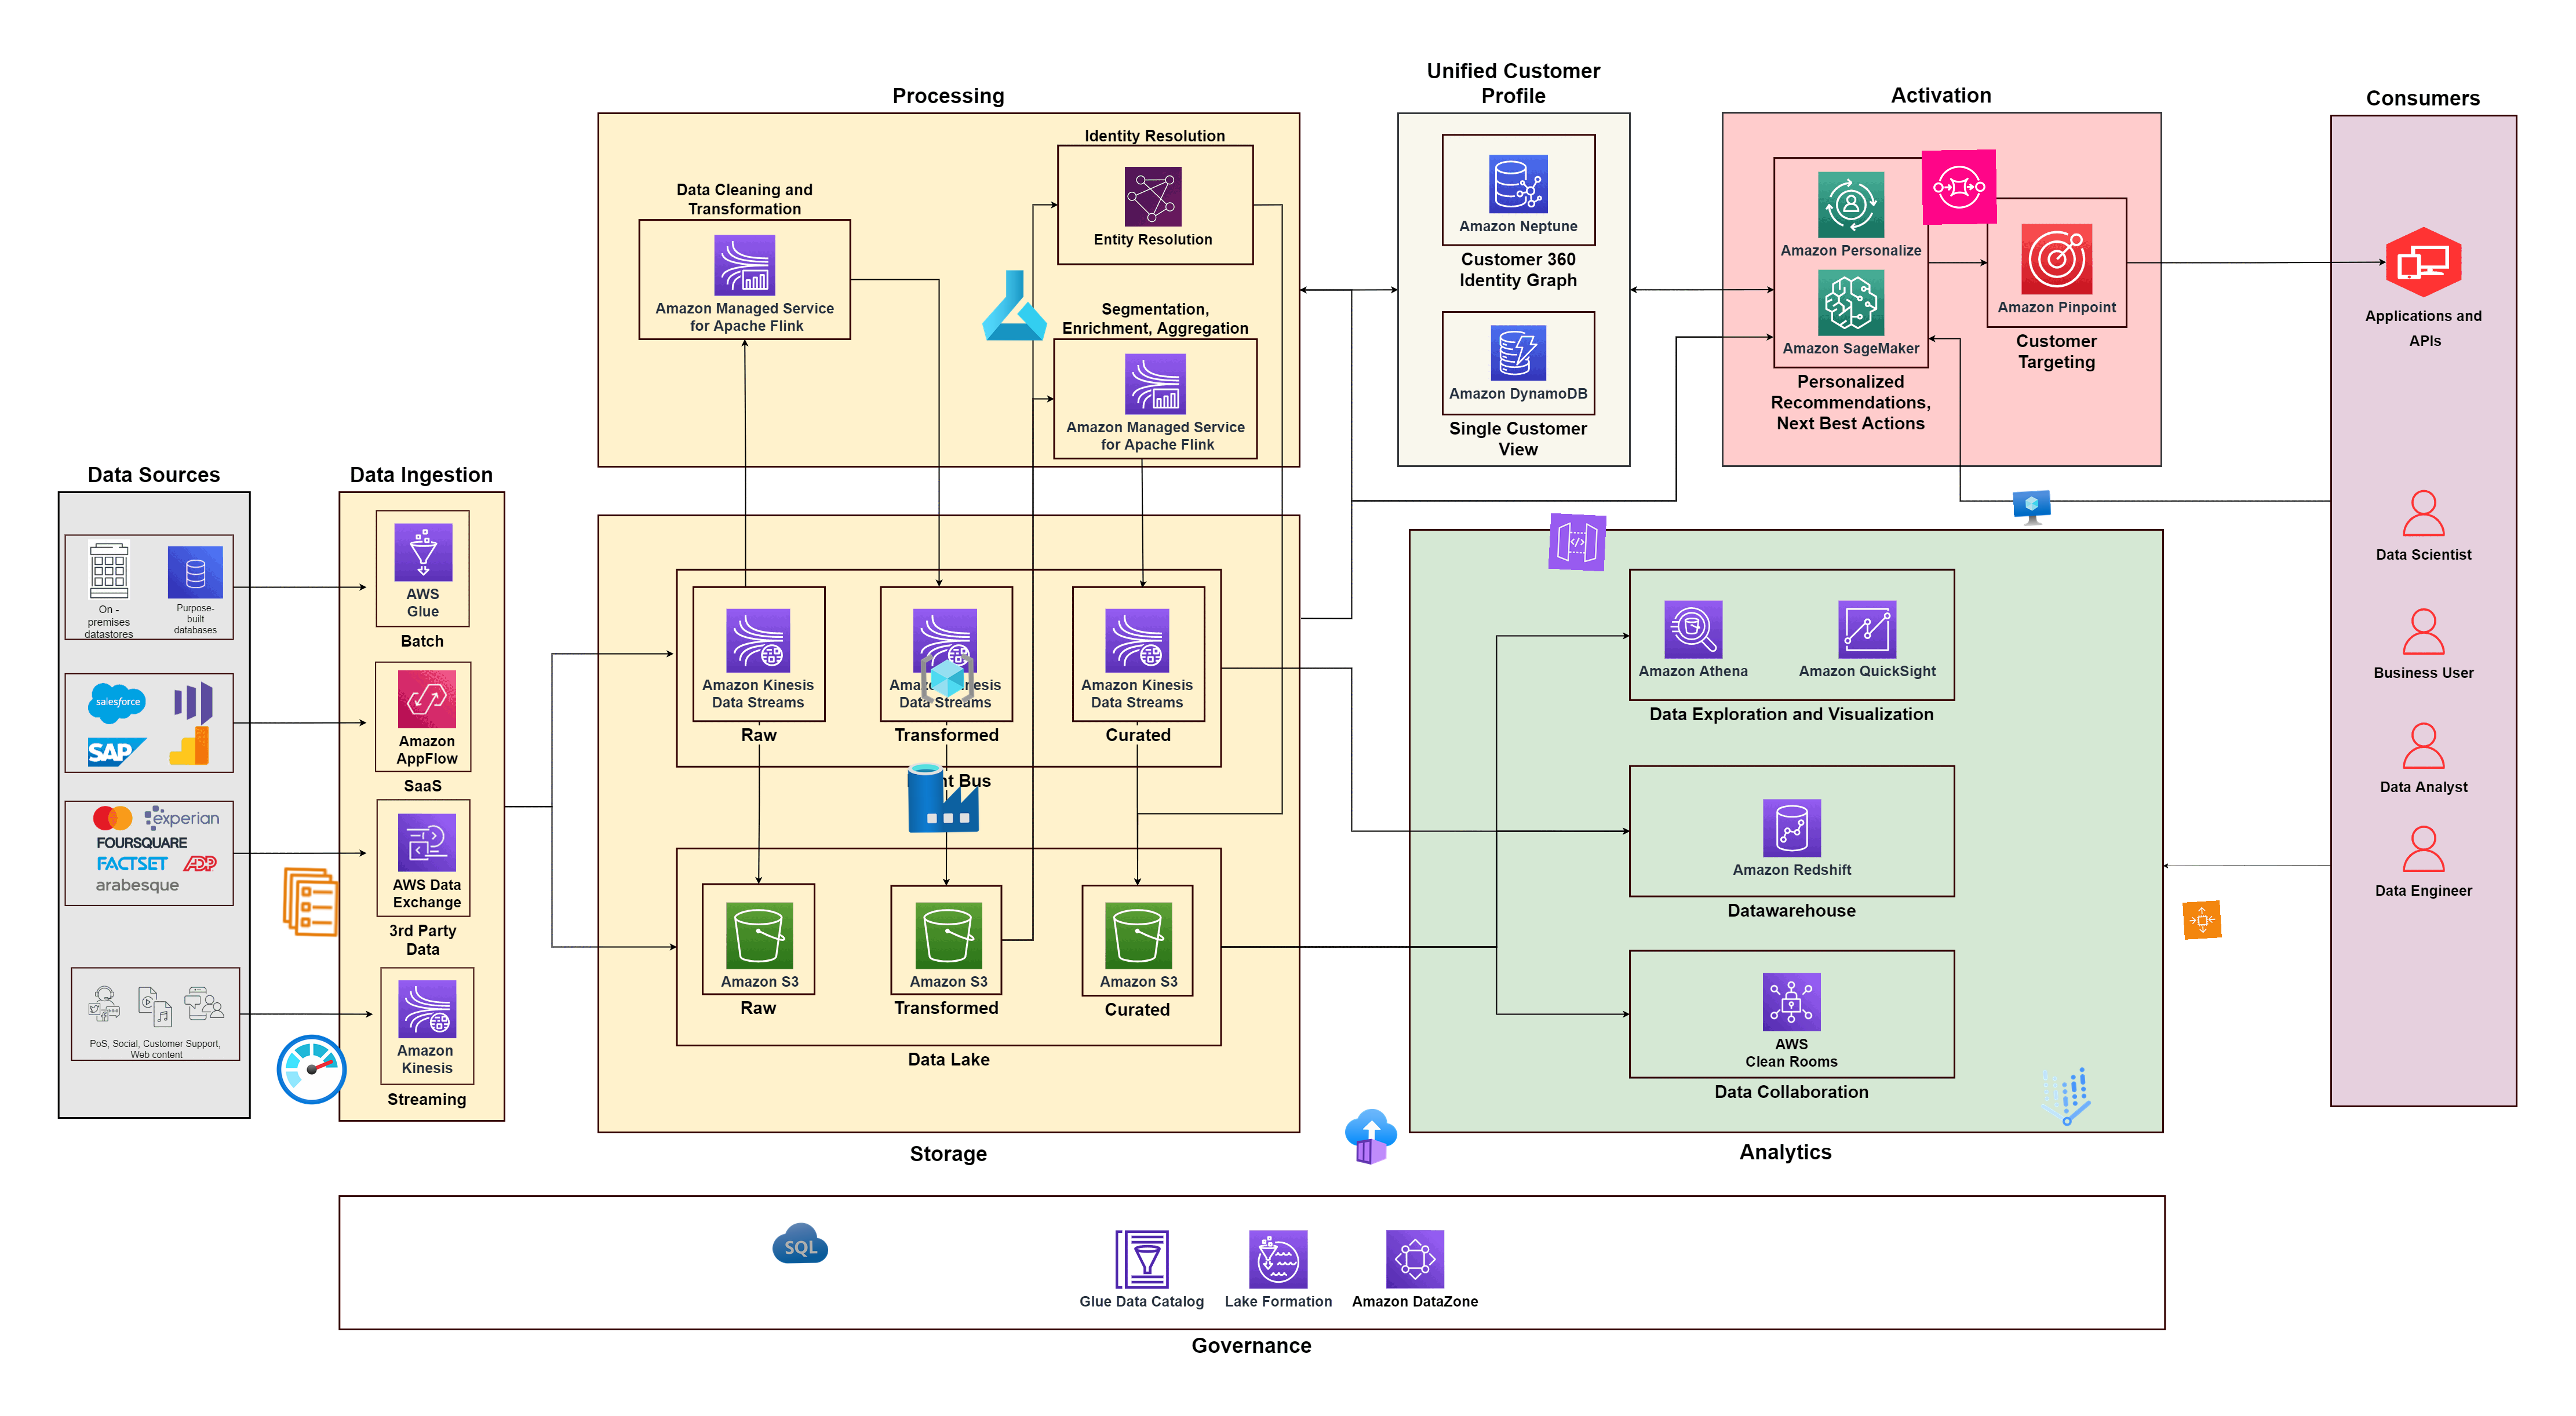 Unified Customer
Profile
Processing
Activation
Consumers
Identity Resolution
Entity Resolution
Data Cleaning and
Transformation
Amazon Managed Service
for Apache Flink
Segmentation,
Enrichment, Aggregation
Amazon Managed Service
for Apache Flink
Amazon Neptune
Customer 360
Identity Graph
Amazon DynamoDB
Single Customer
View
Amazon Personalize
Amazon SageMaker
Personalized
Recommendations,
Next Best Actions
Amazon Pinpoint
Customer
Targeting
Applications and
APIs
Data Scientist
Business User
Data Analyst
Data Engineer
Data Sources
On -
premises
datastores
Purpose-
built
databases
salesforce
SAP
experian
FOURSQUARE
FACTSET
ADP
arabesque
PoS, Social, Customer Support,
Web content
Data Ingestion
AWS
Glue
Batch
Amazon
AppFlow
SaaS
AWS Data
Exchange
3rd Party
Data
Amazon
Kinesis
Streaming
Amazon Kinesis
Data Streams
Raw
Data Streams
Transformed
Amazon Kinesis
Data Streams
Curated
Bus
Amazon S3
Raw
Amazon S3
Transformed
Amazon S3
Curated
Data Lake
Storage
Amazon Athena
Amazon QuickSight
Data Exploration and Visualization
Amazon Redshift
Datawarehouse
AWS
Clean Rooms
Data Collaboration
Analytics
SQL
Glue Data Catalog
Lake Formation
Amazon DataZone
Governance